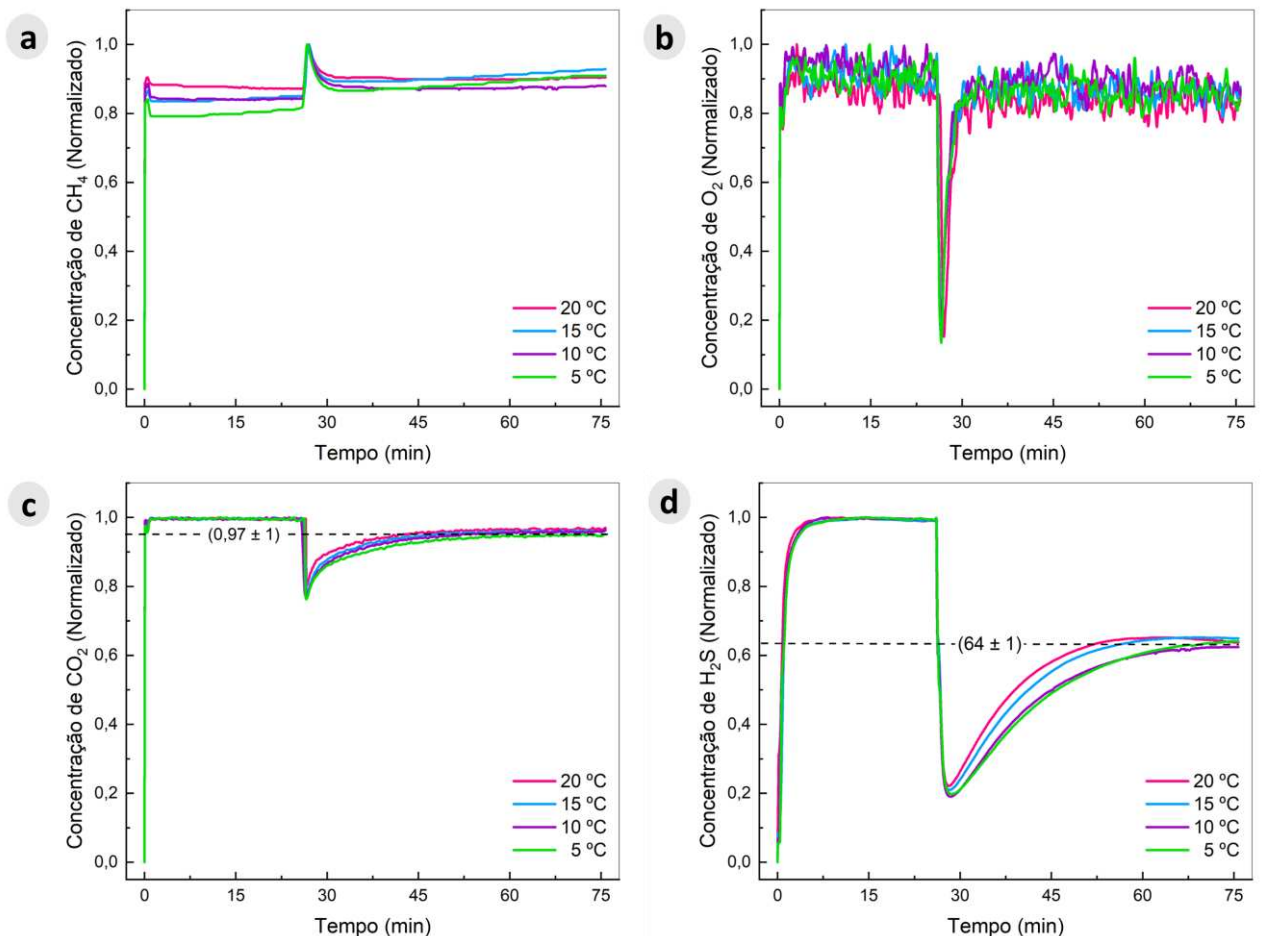 a
Concentração de CH₄ (Normalizado)
1,0
0,8
0,6
0,4
0,2
0,0
20 ºC
15 ºC
10 ºC
5 ºC
0 15 30 45 60 75
Tempo (min)
b
Concentração de O₂ (Normalizado)
1,0
0,8
0,6
0,4
0,2
0,0
20 ºC
15 ºC
10 ºC
5 ºC
0 15 30 45 60 75
Tempo (min)
c
Concentração de CO₂ (Normalizado)
1,0
0,8
0,6
0,4
0,2
0,0
(0,97 ± 1)
20 ºC
15 ºC
10 ºC
5 ºC
0 15 30 45 60 75
Tempo (min)
d
Concentração de H₂S (Normalizado)
1,0
0,8
0,6
0,4
0,2
0,0
(64 ± 1)
20 ºC
15 ºC
10 ºC
5 ºC
0 15 30 45 60 75
Tempo (min)